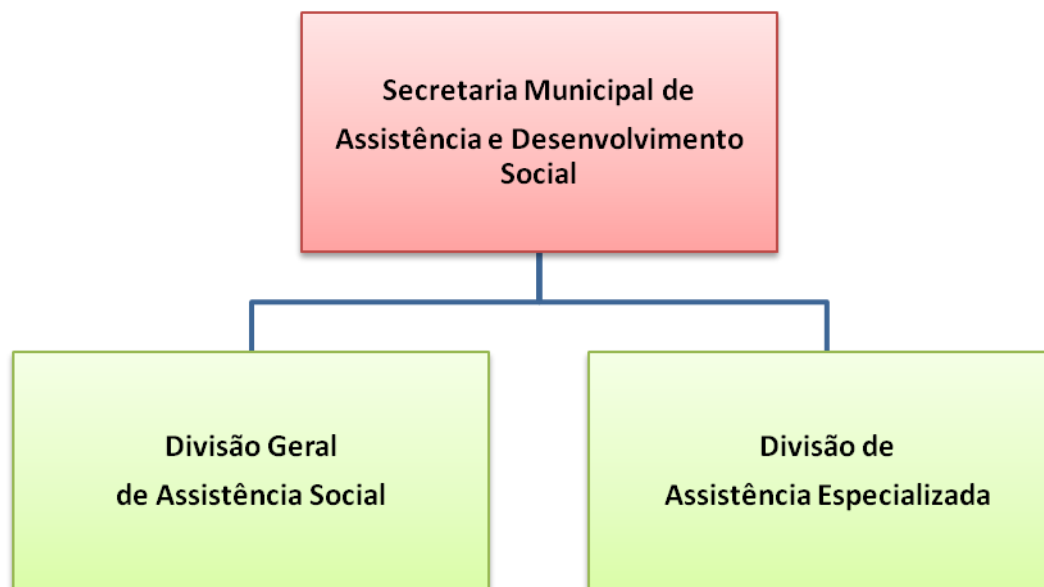 Secretaria Municipal de
Assistência e Desenvolvimento
Social
Divisão Geral
de Assistência Social
Divisão de
Assistência Especializada